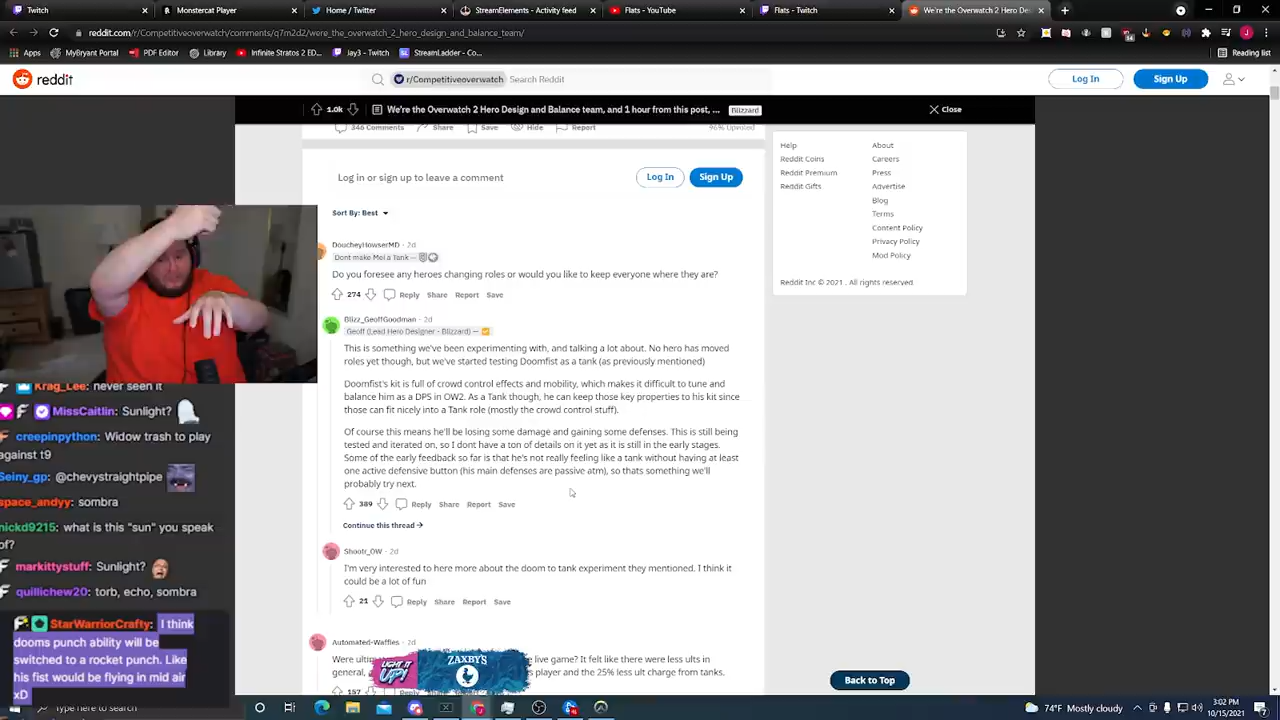 Twitch
Monstercat Player
Home / Twitter
StreamElements - Activity feed
Flats - YouTube
Flats - Twitch
We're the Overwatch 2 Hero Des
reddit.com/r/Competitiveoverwatch/comments/q7m2d2/were_the_overwatch_2_hero_design_and_balance_team/
Apps
MyBryant Portal
PDF Editor
Library
Infinite Stratos 2 E...
Jay3 - Twitch
StreamLadder - Co...
Reading list
reddit
r/Competitiveoverwatch
Search Reddit
Log In
Sign Up
1.0k
We're the Overwatch 2 Hero Design and Balance team, and 1 hour from this post, ...
Blizzard
Close
346 Comments
Share
Save
Hide
Report
96% Upvoted
Log in or sign up to leave a comment
Log In
Sign Up
Sort By: Best
DoucheyHowserMD · 2d
Dont make Mei a Tank —
Do you foresee any heroes changing roles or would you like to keep everyone where they are?
274
Reply
Share
Report
Save
Blizz_GeoffGoodman · 2d
Geoff (Lead Hero Designer - Blizzard) —
This is something we've been experimenting with, and talking a lot about. No hero has moved
roles yet though, but we've started testing Doomfist as a tank (as previously mentioned)
Doomfist's kit is full of crowd control effects and mobility, which makes it difficult to tune and
balance him as a DPS in OW2. As a Tank though, he can keep those key properties to his kit since
those can fit nicely into a Tank role (mostly the crowd control stuff).
Of course this means he'll be losing some damage and gaining some defenses. This is still being
tested and iterated on, so I dont have a ton of details on it yet as it is still in the early stages.
Some of the early feedback so far is that he's not really feeling like a tank without having at least
one active defensive button (his main defenses are passive atm), so thats something we'll
probably try next.
389
Reply
Share
Report
Save
Continue this thread →
Shootr_OW · 2d
I'm very interested to here more about the doom to tank experiment they mentioned. I think it
could be a lot of fun
21
Reply
Share
Report
Save
Automated-Waffles · 2d
Were
live game? It felt like there were less ults in
general,
s player and the 25% less ult charge from tanks.
157
Help
Reddit Coins
Reddit Premium
Reddit Gifts
About
Careers
Press
Advertise
Blog
Terms
Content Policy
Privacy Policy
Mod Policy
Reddit Inc © 2021 . All rights reserved
Back to Top
Krag_Lee: never seen it
MissCaitlin: Sunlight?
creepinpython: Widow trash to play
against t9
Seiny_gp: @chevystraightpipe
space_andyy: sombra
nickd9215: what is this "sun" you speak
of?
markittystuff: Sunlight?
quillichew20: torb, echo, sombra
StarWarriorCrafty: I think
dooms punch ability will be
switched to a rocket punch. Like
his fist would be flying in mid air
xD
LIGHT IT UP!
ZAXBY'S
Type here to search
74°F Mostly cloudy
3:02 PM
10/15/2021